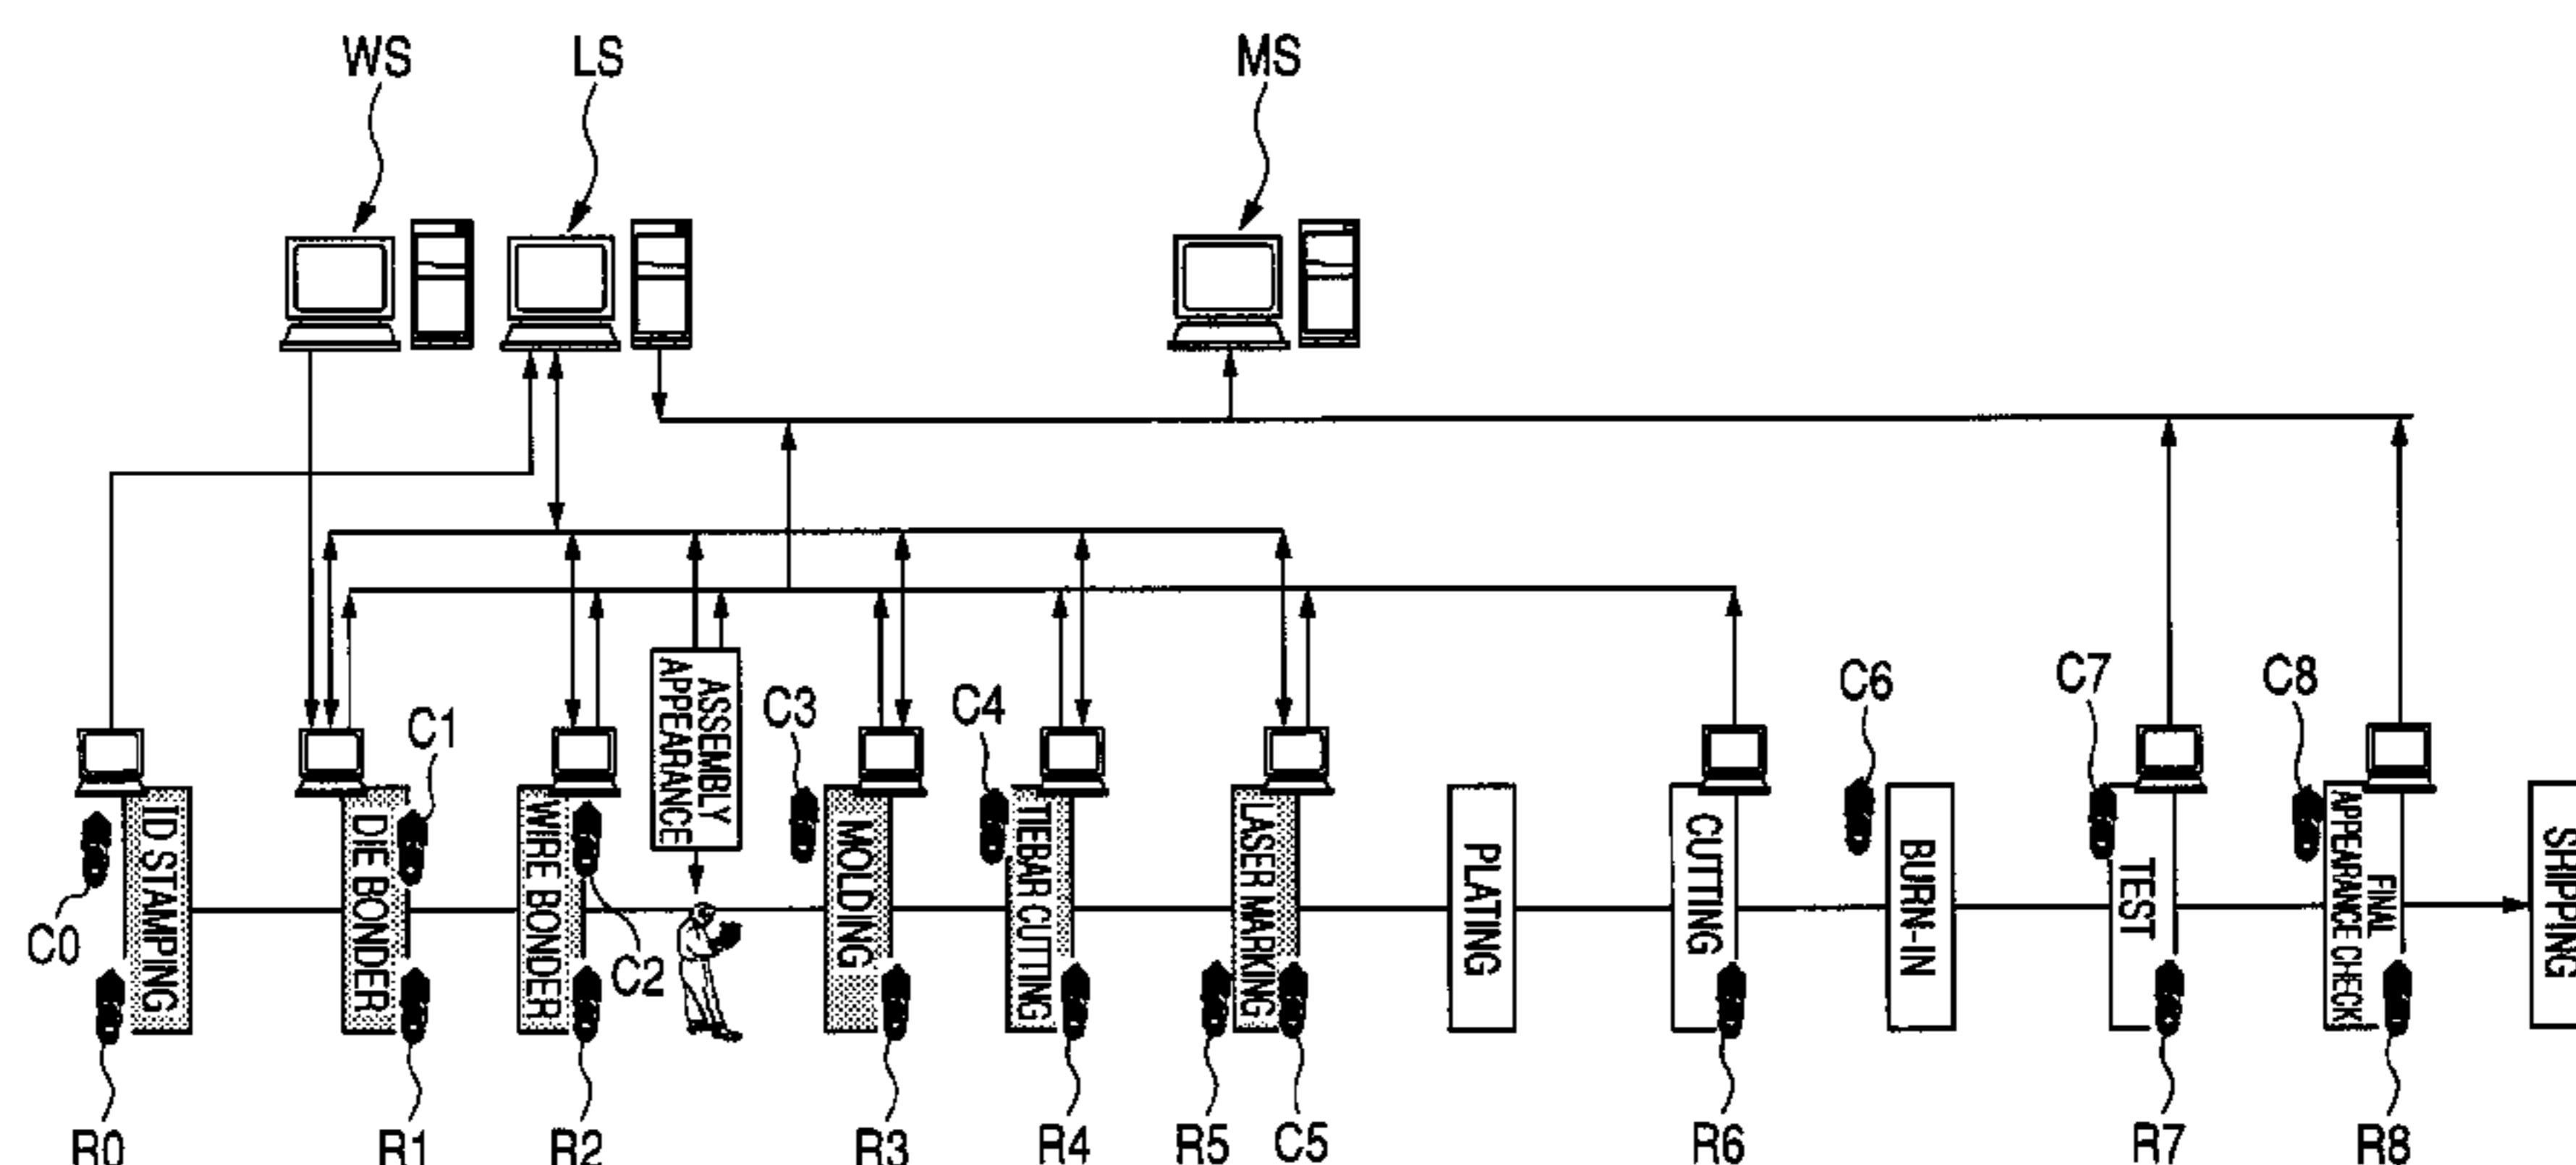 WS
LS
MS
C0
C1
C2
C3
C4
C6
C7
C8
ID STAMPING
DIE BONDER
WIRE BONDER
ASSEMBLY
APPEARANCE
MOLDING
TIEBAR CUTTING
LASER MARKING
PLATING
CUTTING
BURN-IN
TEST
FINAL
APPEARANCE CHECK
SHIPPING
R0
R1
R2
R3
R4
R5
C5
R6
R7
R8